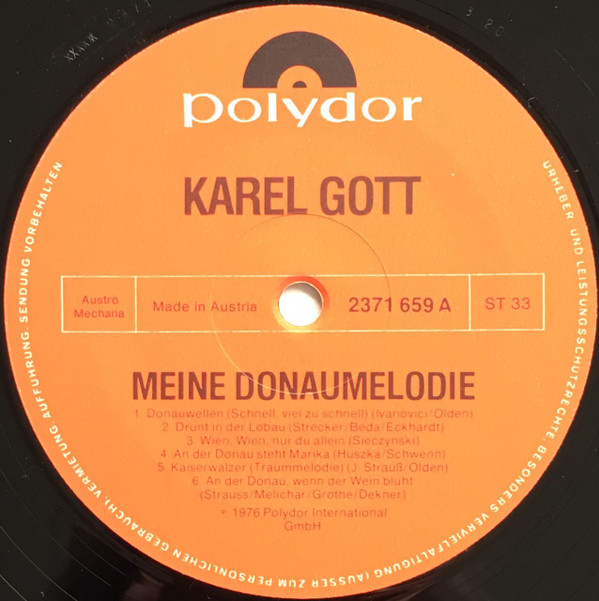 polydor
KAREL GOTT
Austro
Mechana
Made in Austria
2371 659 A
ST 33
MEINE DONAUMELODIE
1. Donauwellen (Schnell, viel zu schnell) (Ivanovici/Olden)
2. Drunt in der Lobau (Strecker/Beda/Eckhardt)
3. Wien, Wien, nur du allein (Sieczynski)
4. An der Donau steht Marika (Huszka/Schwenn)
5. Kaiserwalzer (Traummelodie) (J. Strauß/Olden)
6. An der Donau, wenn der Wein blüht
(Strauss/Melichar/Grothe/Dekner)
℗ 1976 Polydor International
GmbH
URHEBER- UND LEISTUNGSSCHUTZRECHTE, BESONDERS VERVIELFÄLTIGUNG (AUSSER ZUM PERSÖNLICHEN GEBRAUCH), VERMIETUNG, AUFFÜHRUNG, SENDUNG VORBEHALTEN